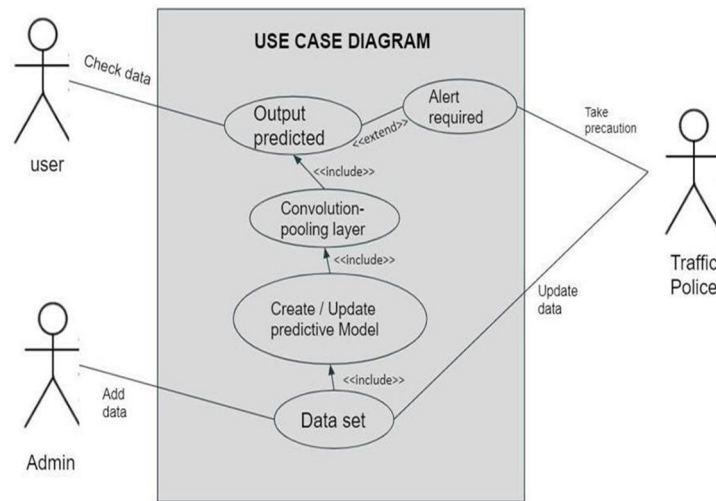 USE CASE DIAGRAM
Check data
user
Output
predicted
Alert
required
<<extend>>
Take
precaution
<<include>>
Convolution-
pooling layer
<<include>>
Traffic
Police
Create / Update
predictive Model
Update
data
<<include>>
Add
data
Data set
Admin